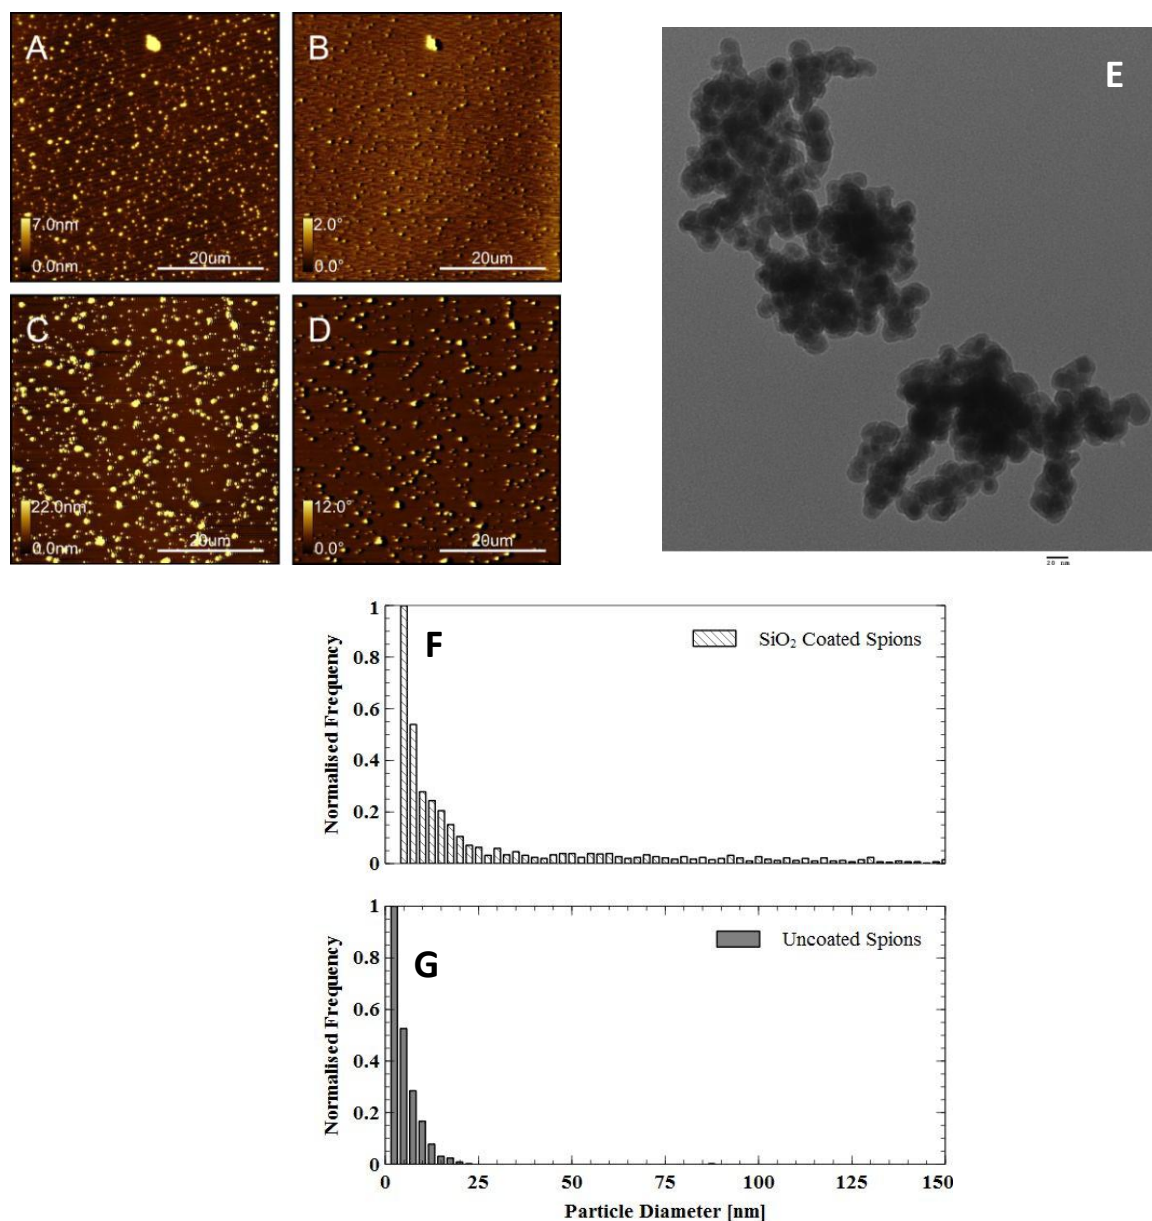 A
7.0nm
0.0nm
20um
B
2.0°
0.0°
20um
C
22.0nm
0.0nm
20um
D
12.0°
0.0°
20um
E
20 nm
F
SiO₂ Coated Spions
Normalised Frequency
1
0.8
0.6
0.4
0.2
0
G
Uncoated Spions
Normalised Frequency
1
0.8
0.6
0.4
0.2
0
0 25 50 75 100 125 150
Particle Diameter [nm]